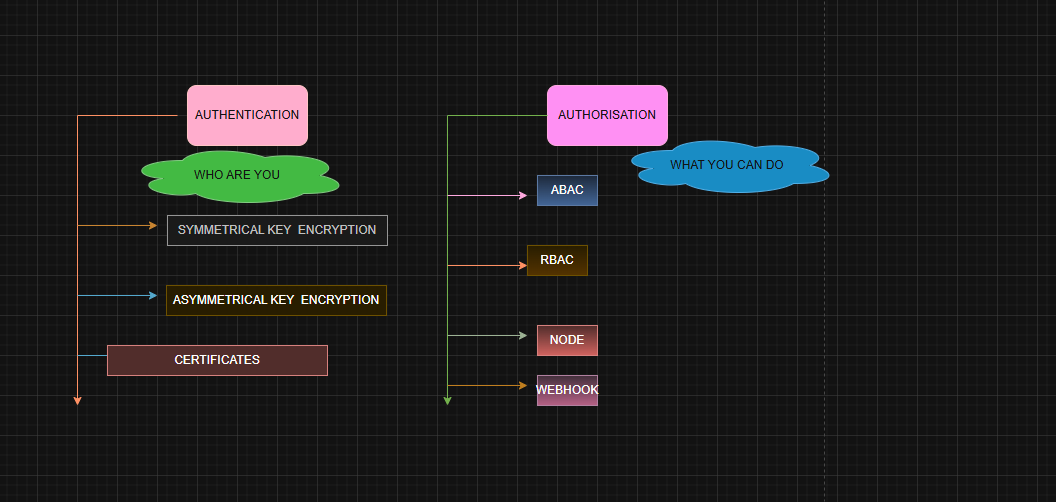 AUTHENTICATION
WHO ARE YOU
SYMMETRICAL KEY ENCRYPTION
ASYMMETRICAL KEY ENCRYPTION
CERTIFICATES
AUTHORISATION
WHAT YOU CAN DO
ABAC
RBAC
NODE
WEBHOOK